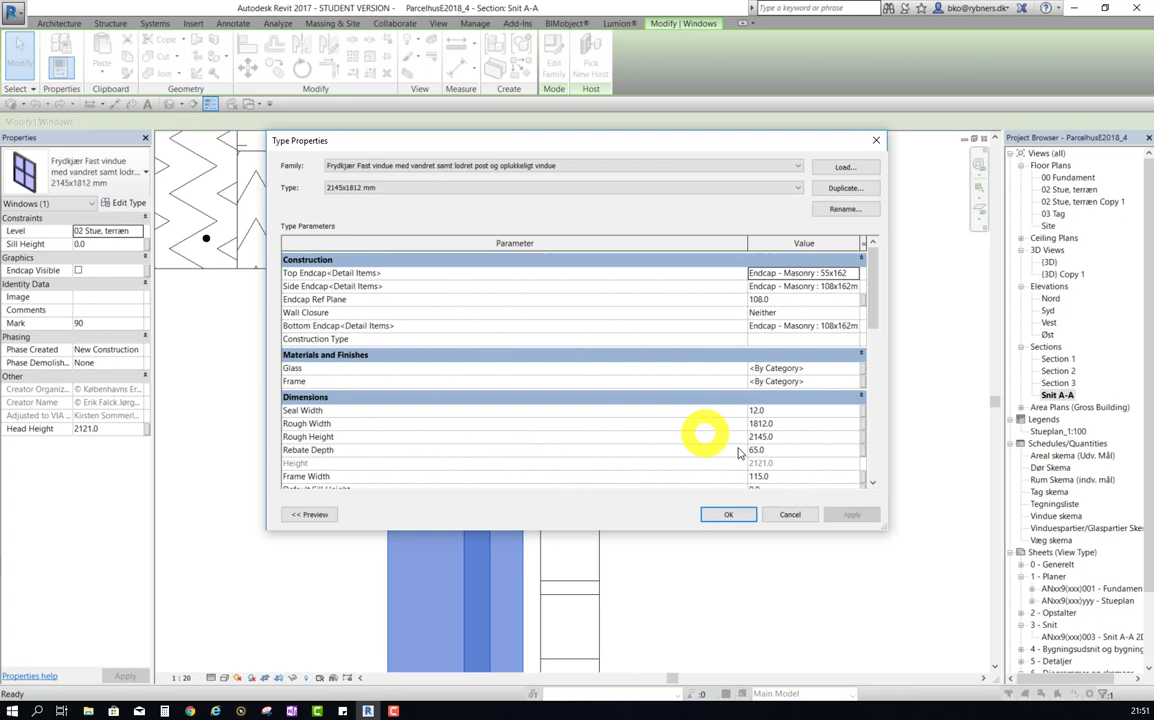 Autodesk Revit 2017 - STUDENT VERSION - ParcelhusE2018_4 - Section: Snit A-A
Type a keyword or phrase
bko@rybners.dk
Architecture Structure Systems Insert Annotate Analyze Massing & Site Collaborate View Manage Add-Ins BIMobject® Lumion® Modify | Windows
Modify
Cope
Cut
Join
Paste
Edit
Family
Pick
New Host
Select Properties Clipboard Geometry Modify View Measure Create Mode Host
Modify | Windows
Properties
Frydkjær Fast vindue
med vandret samt lodret...
2145x1812 mm
Windows (1)
Edit Type
Constraints
Level 02 Stue, terræn
Sill Height 0.0
Graphics
Endcap Visible
Identity Data
Image
Comments
Mark 90
Phasing
Phase Created New Construction
Phase Demolish... None
Other
Creator Organiz... © Københavns Er...
Creator Name © Erik Falck Jørg...
Adjusted to VIA ... Kirsten Sommerl...
Head Height 2121.0
Properties help
Apply
Type Properties
Family: Frydkjær Fast vindue med vandret samt lodret post og oplukkeligt vindue
Load...
Type: 2145x1812 mm
Duplicate...
Rename...
Type Parameters
Parameter Value =
Construction
Top Endcap<Detail Items> Endcap - Masonry : 55x162
Side Endcap<Detail Items> Endcap - Masonry : 108x162m
Endcap Ref Plane 108.0
Wall Closure Neither
Bottom Endcap<Detail Items> Endcap - Masonry : 108x162m
Construction Type
Materials and Finishes
Glass <By Category>
Frame <By Category>
Dimensions
Seal Width 12.0
Rough Width 1812.0
Rough Height 2145.0
Rebate Depth 65.0
Height 2121.0
Frame Width 115.0
Default Sill Height 0.0
<< Preview
OK
Cancel
Apply
Project Browser - ParcelhusE2018_4
Views (all)
Floor Plans
00 Fundament
02 Stue, terræn
02 Stue, terræn Copy 1
03 Tag
Site
Ceiling Plans
3D Views
{3D}
{3D} Copy 1
Elevations
Nord
Syd
Vest
Øst
Sections
Section 1
Section 2
Section 3
Snit A-A
Area Plans (Gross Building)
Legends
Stueplan_1:100
Schedules/Quantities
Areal skema (Udv. Mål)
Dør Skema
Rum Skema (indv. mål)
Tag skema
Tegningsliste
Vindue skema
Vinduespartier/Glaspartier Ske
Væg skema
Sheets (View Type)
0 - Generelt
1 - Planer
ANxx9(xxx)001 - Fundamen
ANxx9(xxx)yyy - Stueplan
2 - Opstalter
3 - Snit
ANxx9(xxx)003 - Snit A-A 2D
4 - Bygningsudsnit og bygning
5 - Detaljer
1 : 20
Ready
:0
Main Model
:1
21:51